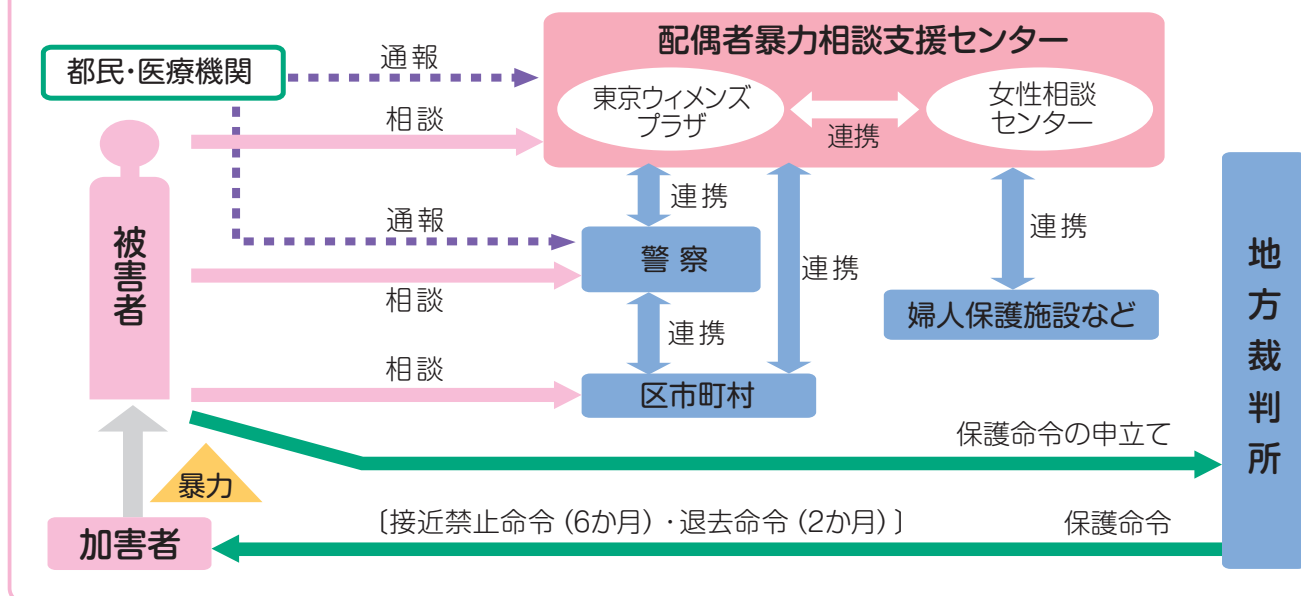 配偶者暴力相談支援センター
都民・医療機関
通報
東京ウィメンズ
プラザ
女性相談
センター
連携
相談
連携
連携
連携
通報
警察
相談
連携
婦人保護施設など
相談
区市町村
被害者
地方裁判所
保護命令の申立て
暴力
〔接近禁止命令(6か月)・退去命令(2か月)〕
保護命令
加害者